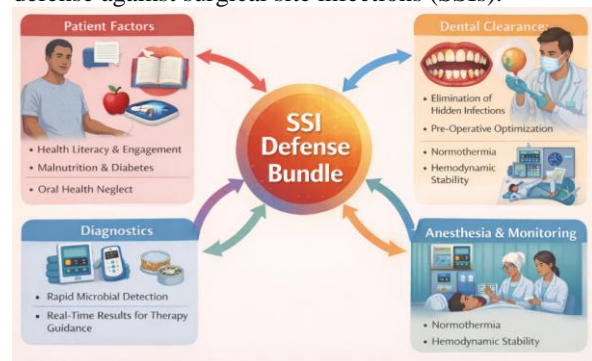 defense against surgical site infections (SSIs).
Patient Factors
• Health Literacy & Engagement
• Malnutrition & Diabetes
• Oral Health Neglect
Dental Clearance:
• Elimination of
Hidden Infections
• Pre-Operative Optimization
• Normothermia
• Hemodynamic
Stability
SSI
Defense
Bundle
Diagnostics
• Rapid Microbial Detection
• Real-Time Results for Therapy
Guidance
Anesthesia & Monitoring
• Normothermia
• Hemodynamic Stability